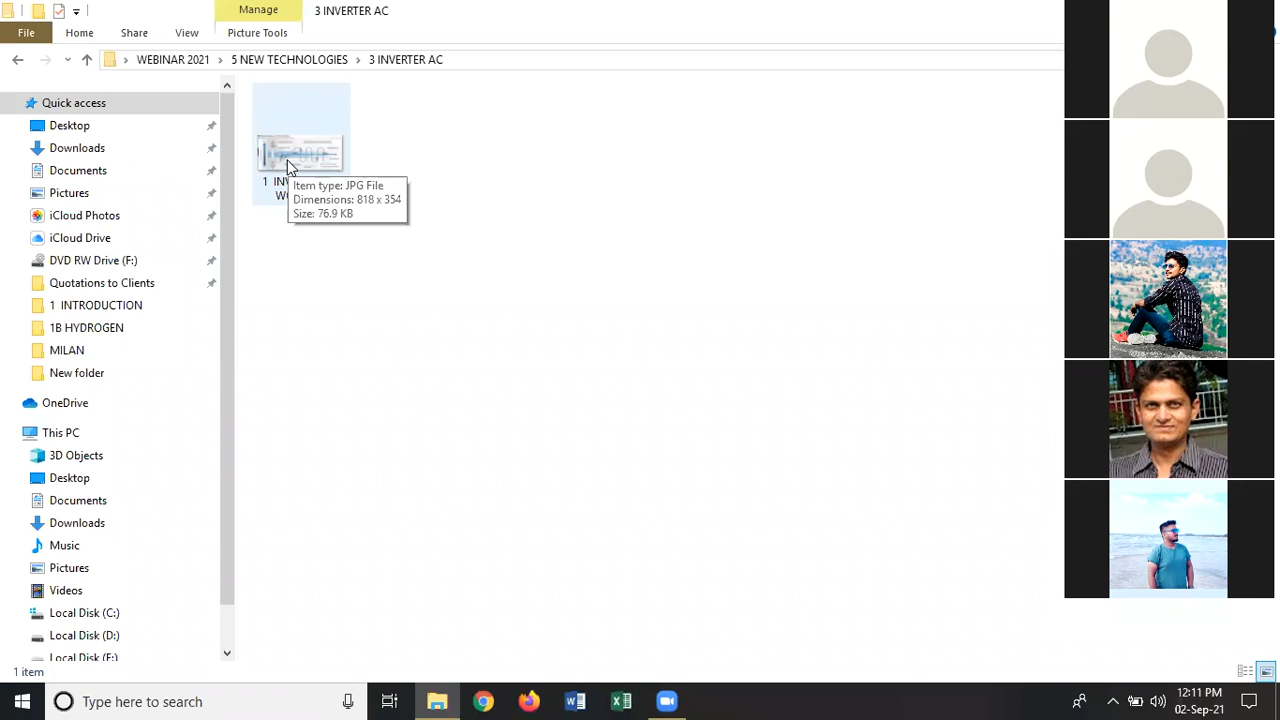 Manage
3 INVERTER AC
File
Home
Share
View
Picture Tools
WEBINAR 2021
5 NEW TECHNOLOGIES
3 INVERTER AC
Quick access
Desktop
Downloads
Documents
Pictures
iCloud Photos
iCloud Drive
DVD RW Drive (F:)
Quotations to Clients
1 INTRODUCTION
1B HYDROGEN
MILAN
New folder
OneDrive
This PC
3D Objects
Desktop
Documents
Downloads
Music
Pictures
Videos
Local Disk (C:)
Local Disk (D:)
Local Disk (E:)
1
Item type: JPG File
Dimensions: 818 x 354
Size: 76.9 KB
1 item
Type here to search
12:11 PM
02-Sep-21